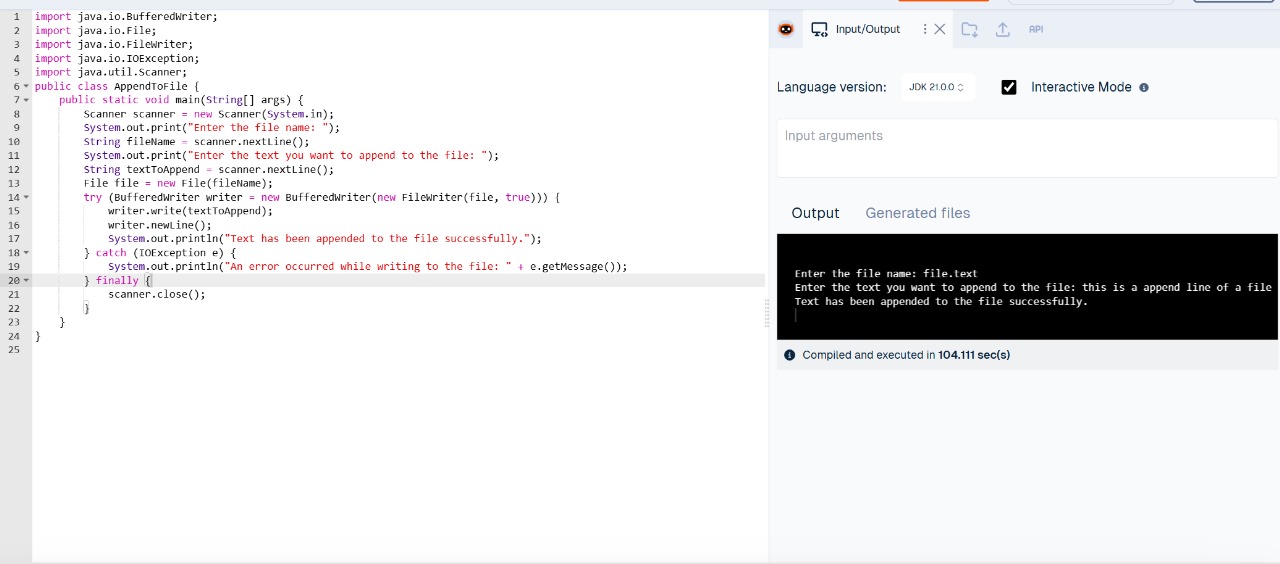 1 import java.io.BufferedWriter;
2 import java.io.File;
3 import java.io.FileWriter;
4 import java.io.IOException;
5 import java.util.Scanner;
6 public class AppendToFile {
7     public static void main(String[] args) {
8         Scanner scanner = new Scanner(System.in);
9         System.out.print("Enter the file name: ");
10         String fileName = scanner.nextLine();
11         System.out.print("Enter the text you want to append to the file: ");
12         String textToAppend = scanner.nextLine();
13         File file = new File(fileName);
14         try (BufferedWriter writer = new BufferedWriter(new FileWriter(file, true))) {
15             writer.write(textToAppend);
16             writer.newLine();
17             System.out.println("Text has been appended to the file successfully.");
18         } catch (IOException e) {
19             System.out.println("An error occurred while writing to the file: " + e.getMessage());
20         } finally {
21             scanner.close();
22         }
23     }
24 }
25
Input/Output
API
Language version:
JDK 21.0.0
Interactive Mode
Input arguments
Output
Generated files
Enter the file name: file.text
Enter the text you want to append to the file: this is a append line of a file
Text has been appended to the file successfully.
Compiled and executed in 104.111 sec(s)